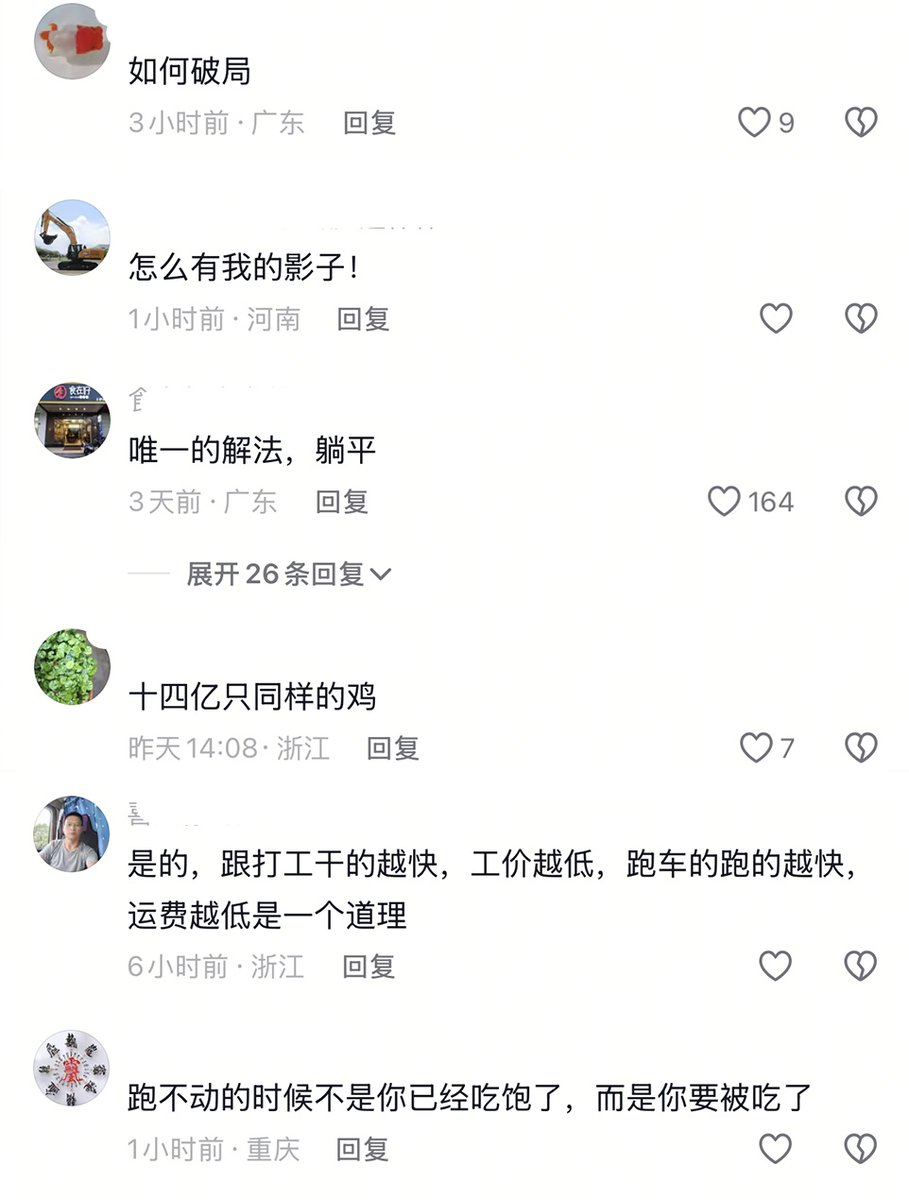 如何破局
3小时前·广东 回复 9
怎么有我的影子！
1小时前·河南 回复
食
唯一的解法，躺平
3天前·广东 回复 164
展开26条回复
十四亿只同样的鸡
昨天14:08·浙江 回复 7
喜
是的，跟打工干的越快，工价越低，跑车的跑的越快，
运费越低是一个道理
6小时前·浙江 回复
跑不动的时候不是你已经吃饱了，而是你要被吃了
1小时前·重庆 回复